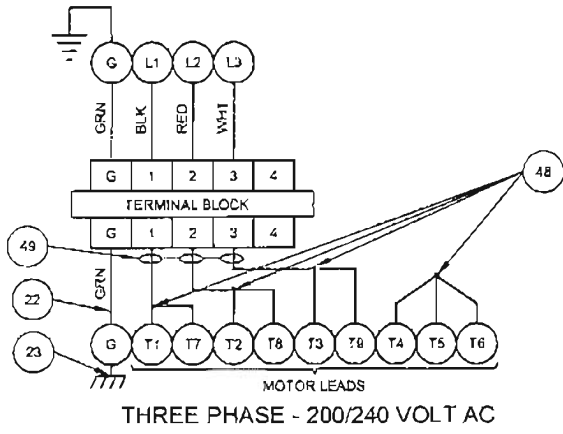 G L1 L2 L3
GRN BLK RED WHT
G 1 2 3 4
TERMINAL BLOCK
G 1 2 3 4
48
49
GRN
22
23
G T1 T7 T2 T8 T3 T9 T4 T5 T6
MOTOR LEADS
THREE PHASE - 200/240 VOLT AC